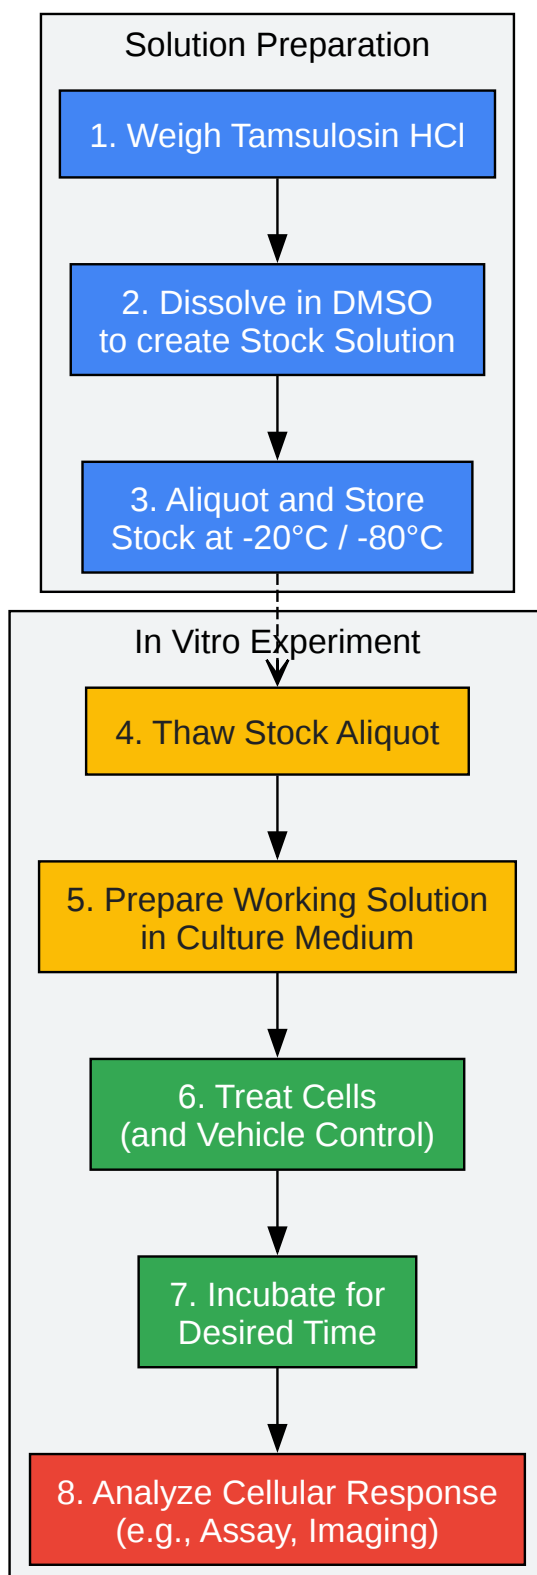 Solution Preparation
1. Weigh Tamsulosin HCl
2. Dissolve in DMSO
to create Stock Solution
3. Aliquot and Store
Stock at -20°C / -80°C
In Vitro Experiment
4. Thaw Stock Aliquot
5. Prepare Working Solution
in Culture Medium
6. Treat Cells
(and Vehicle Control)
7. Incubate for
Desired Time
8. Analyze Cellular Response
(e.g., Assay, Imaging)